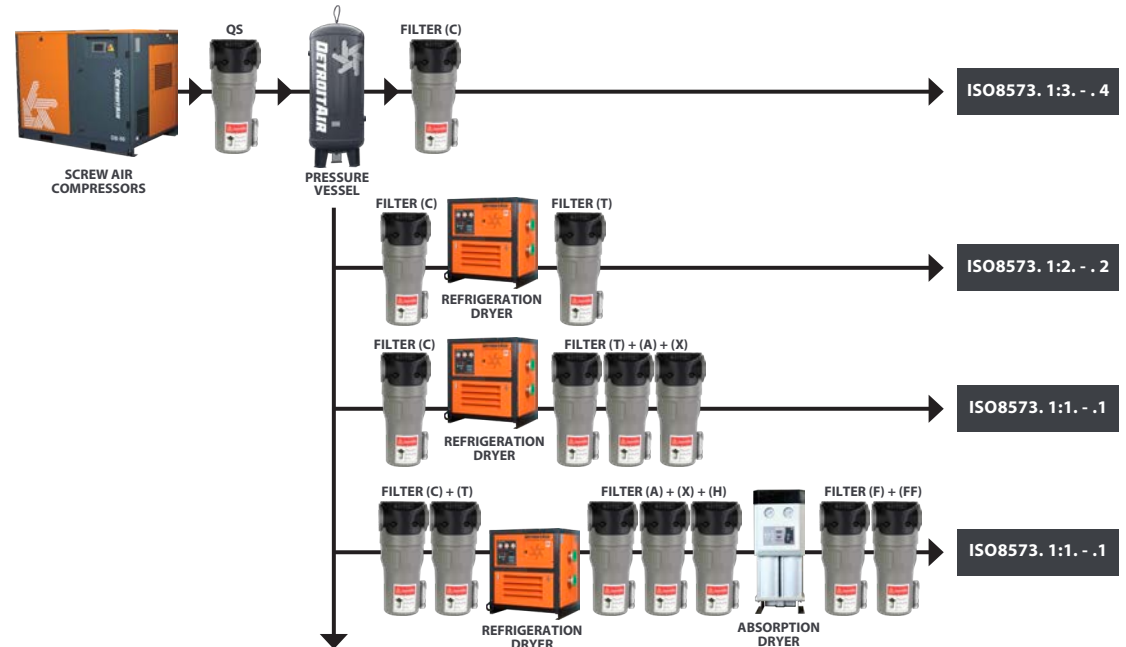 QS
FILTER (C)
DETROITAIR
ISO8573. 1:3. - . 4
SCREW AIR
COMPRESSORS
PRESSURE
VESSEL
FILTER (C)
FILTER (T)
ISO8573. 1:2. - . 2
REFRIGERATION
DRYER
FILTER (C)
FILTER (T) + (A) + (X)
ISO8573. 1:1. - .1
REFRIGERATION
DRYER
FILTER (C) + (T)
FILTER (A) + (X) + (H)
FILTER (F) + (FF)
ISO8573. 1:1. - .1
REFRIGERATION
DRYER
ABSORPTION
DRYER